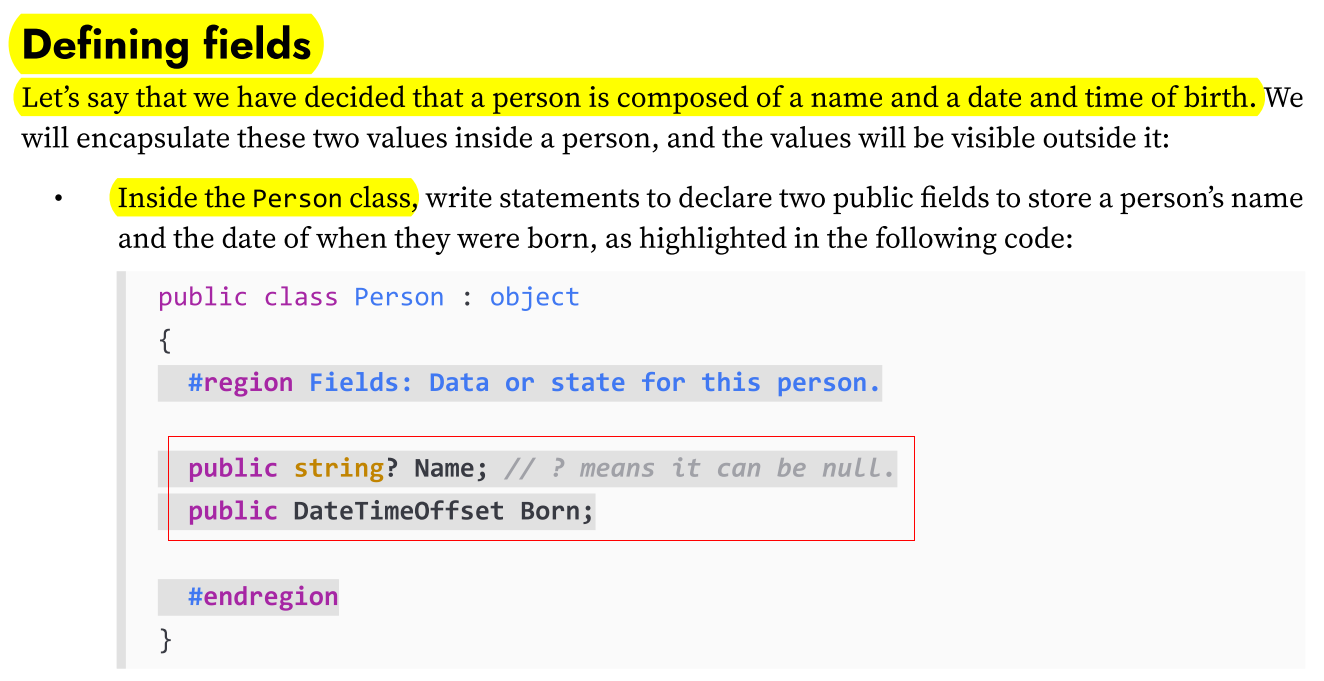 Defining fields
Let’s say that we have decided that a person is composed of a name and a date and time of birth. We
will encapsulate these two values inside a person, and the values will be visible outside it:
• Inside the Person class, write statements to declare two public fields to store a person’s name
and the date of when they were born, as highlighted in the following code:
public class Person : object
{
#region Fields: Data or state for this person.
public string? Name; // ? means it can be null.
public DateTimeOffset Born;
#endregion
}